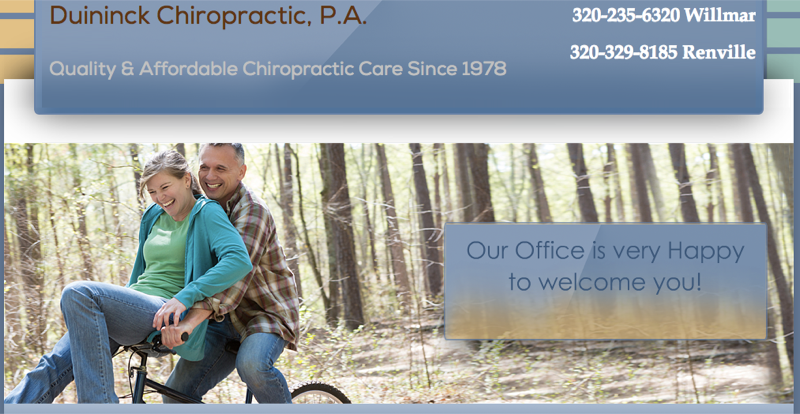 Duininck Chiropractic, P.A.
320-235-6320 Willmar
320-329-8185 Renville
Quality & Affordable Chiropractic Care Since 1978
Our Office is very Happy
to welcome you!